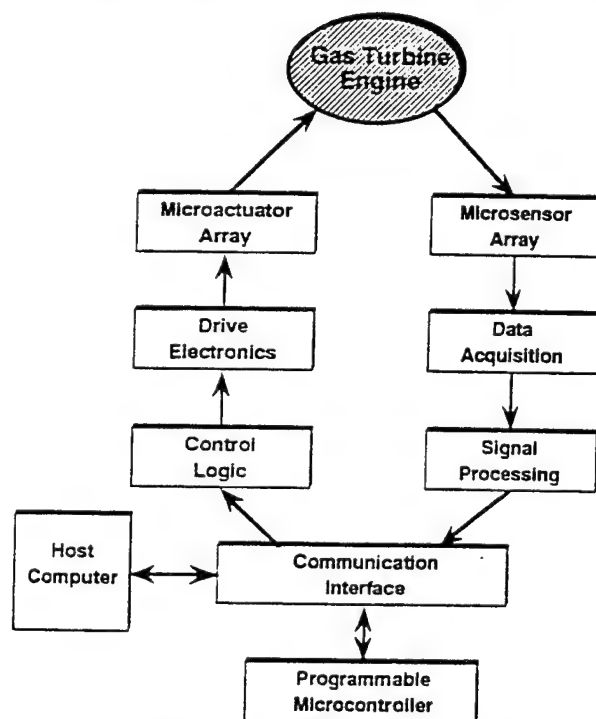 Gas Turbine
Engine
Microactuator
Array
Microsensor
Array
Drive
Electronics
Data
Acquisition
Control
Logic
Signal
Processing
Host
Computer
Communication
Interface
Programmable
Microcontroller